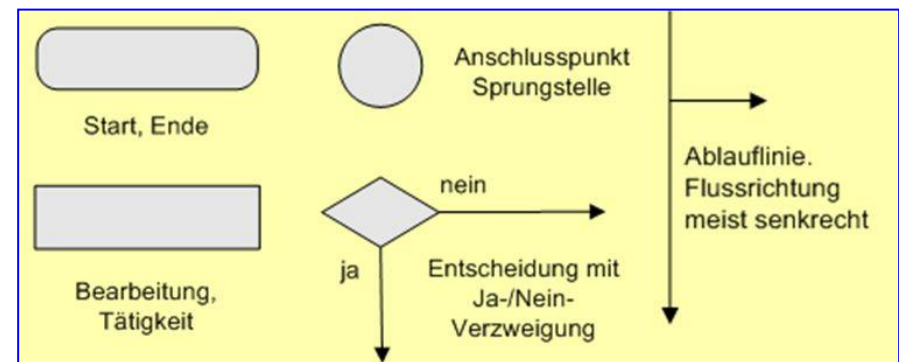 Start, Ende
Anschlusspunkt
Sprungstelle
Ablauflinie.
Flussrichtung
meist senkrecht
Bearbeitung,
Tätigkeit
nein
ja
Entscheidung mit
Ja-/Nein-
Verzweigung